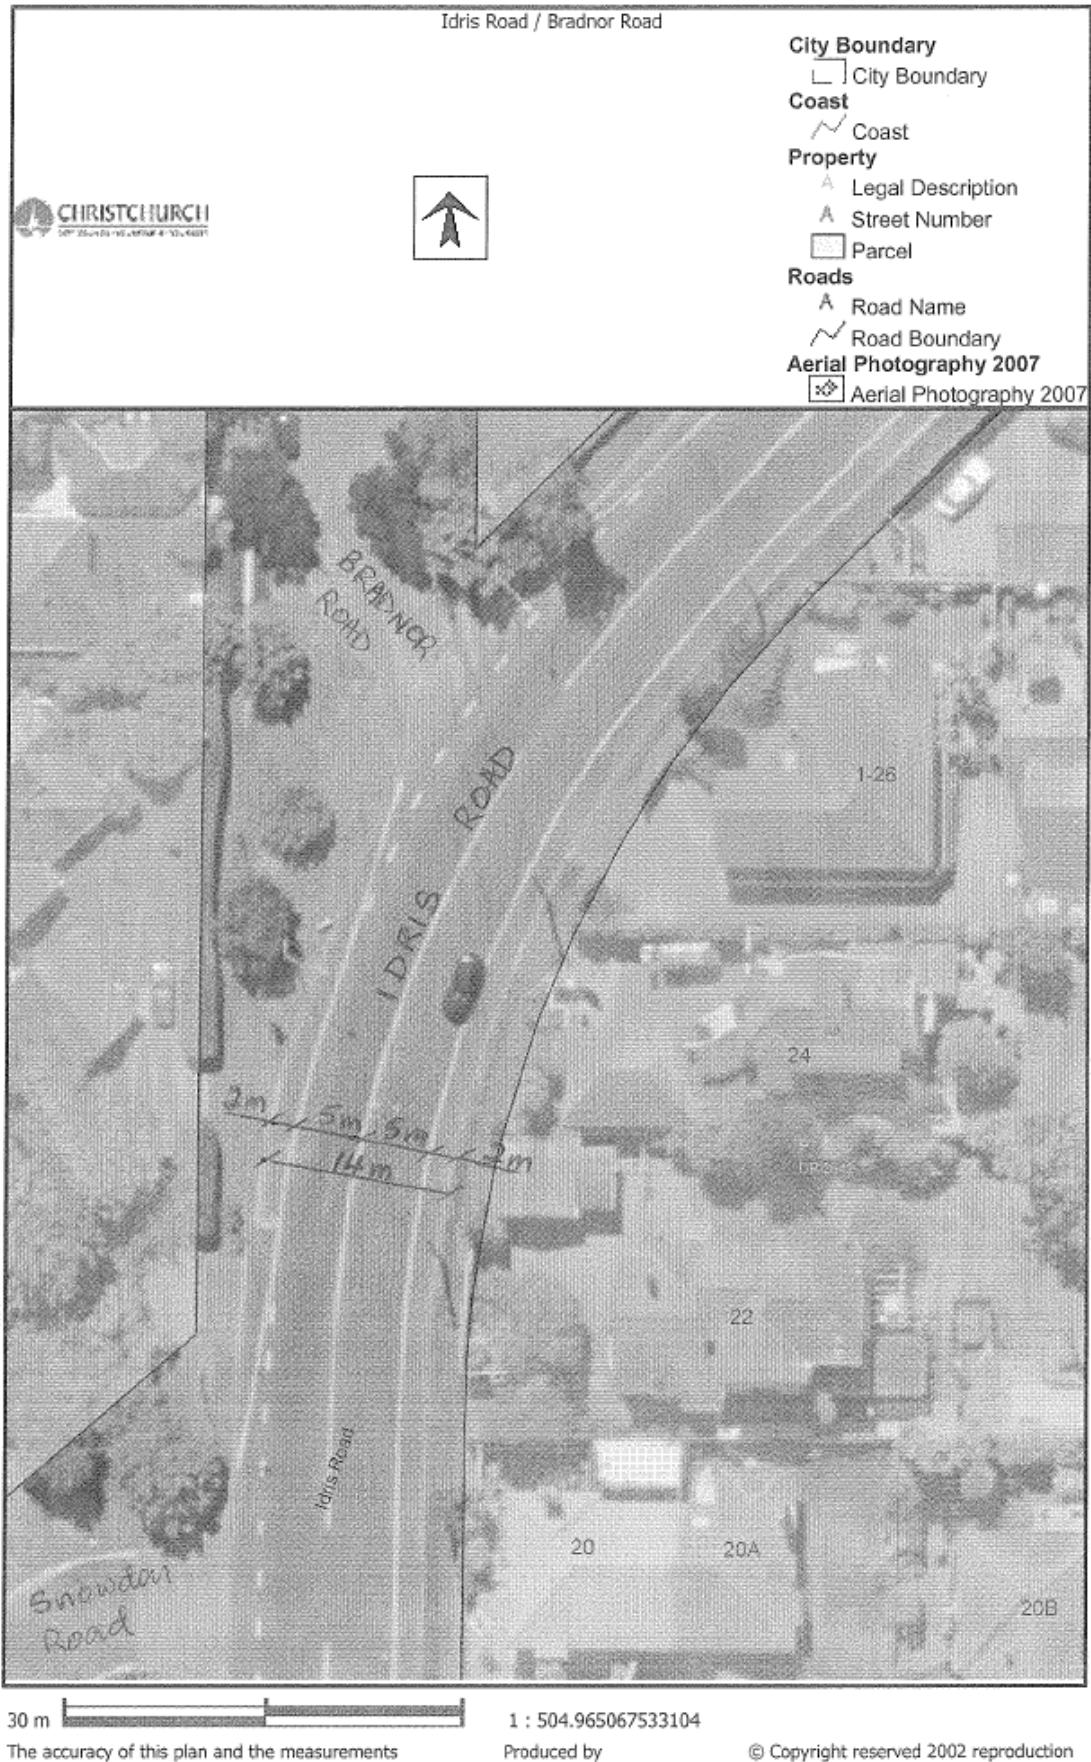 Idris Road / Bradnor Road
City Boundary
City Boundary
Coast
Coast
Property
A Legal Description
A Street Number
Parcel
Roads
A Road Name
Road Boundary
Aerial Photography 2007
Aerial Photography 2007
CHRISTCHURCH
BRADNOR
ROAD
IDRIS ROAD
1-26
24
2m 5m 5m 2m
14m
22
Idris Road
20
20A
20B
Snowdon
Road
30 m
1 : 504.965067533104
The accuracy of this plan and the measurements
Produced by
© Copyright reserved 2002 reproduction